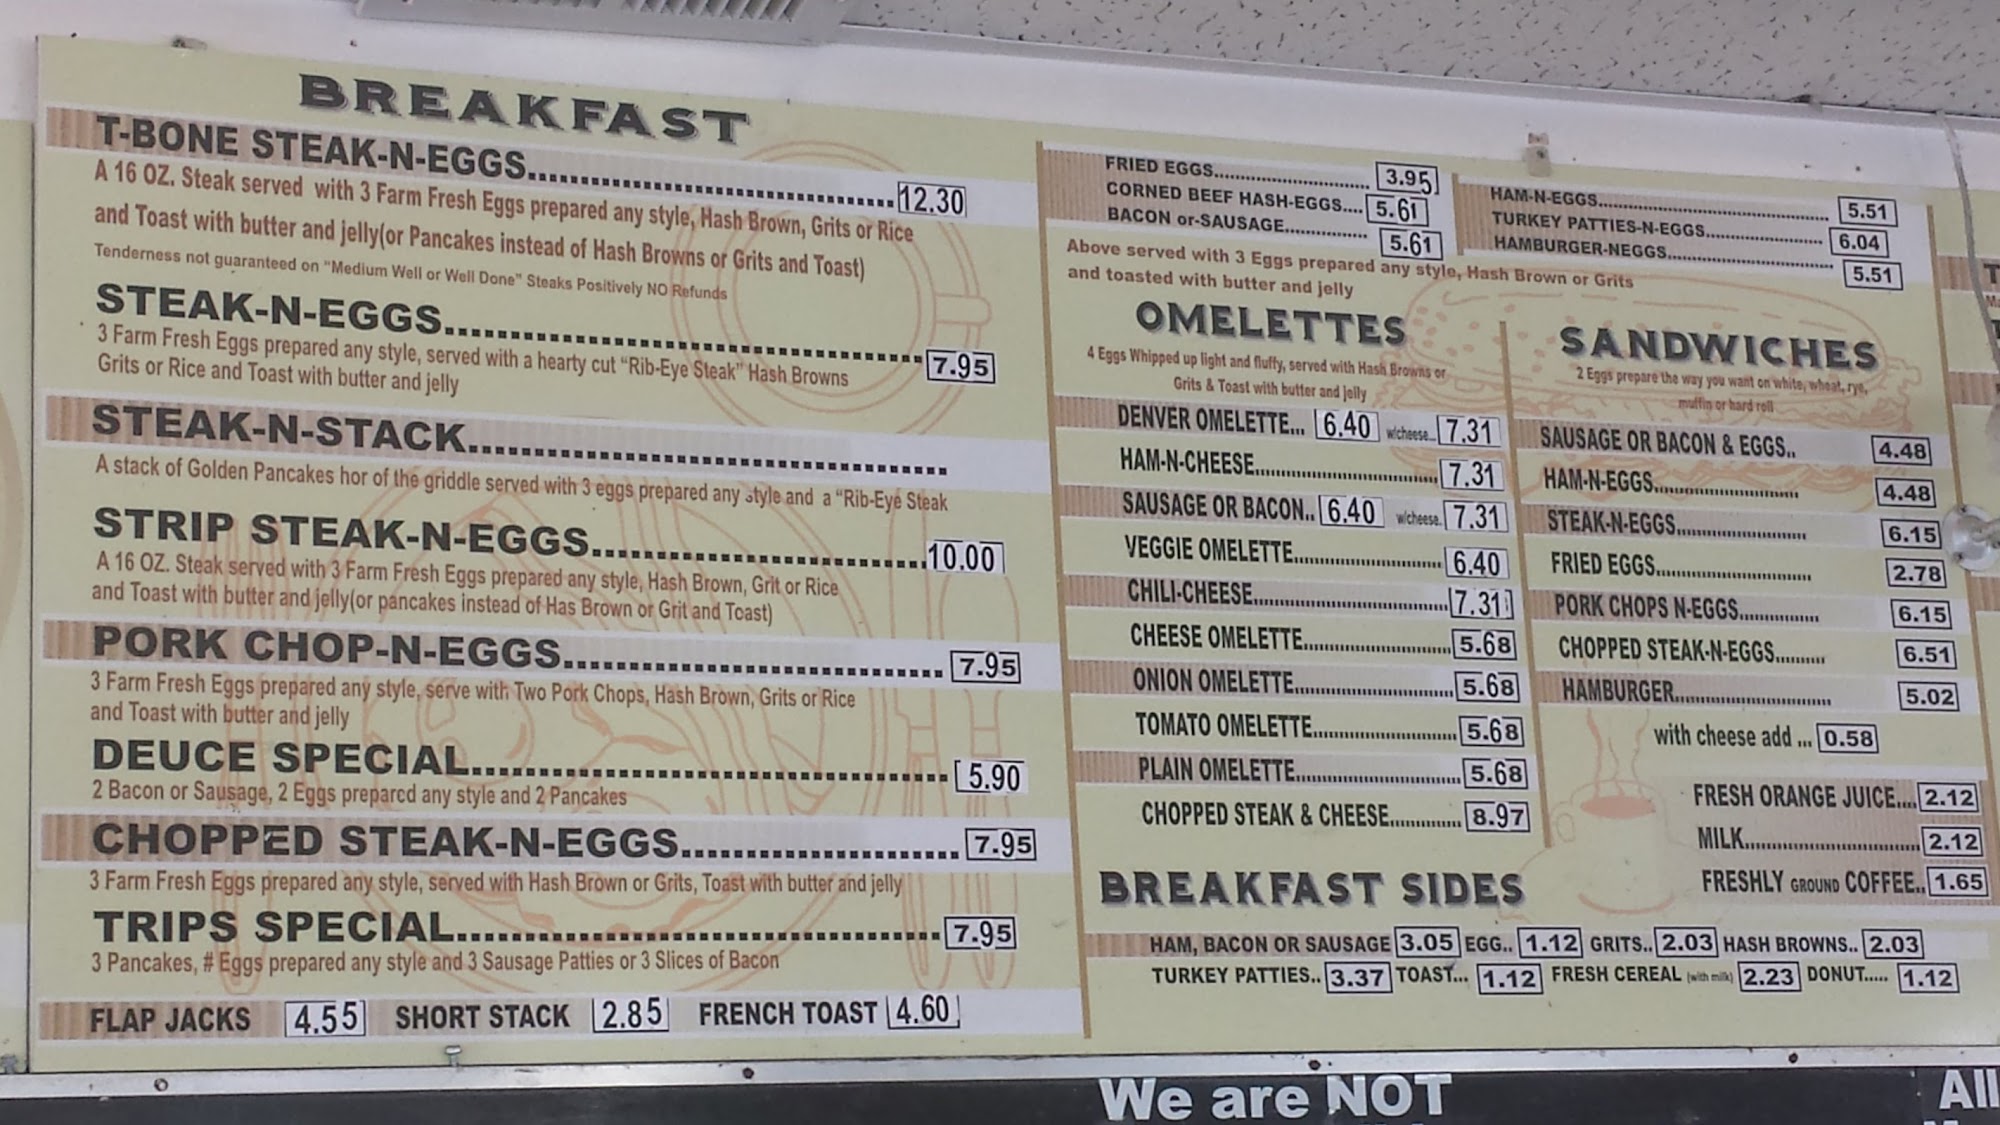 BREAKFAST
T-BONE STEAK-N-EGGS 12.30
A 16 OZ. Steak served with 3 Farm Fresh Eggs prepared any style, Hash Brown, Grits or Rice
and Toast with butter and jelly(or Pancakes instead of Hash Browns or Grits and Toast)
Tenderness not guaranteed on "Medium Well or Well Done" Steaks Positively NO Refunds
STEAK-N-EGGS 7.95
3 Farm Fresh Eggs prepared any style, served with a hearty cut "Rib-Eye Steak" Hash Browns
Grits or Rice and Toast with butter and jelly
STEAK-N-STACK
A stack of Golden Pancakes hor of the griddle served with 3 eggs prepared any style and a "Rib-Eye Steak
STRIP STEAK-N-EGGS 10.00
A 16 OZ. Steak served with 3 Farm Fresh Eggs prepared any style, Hash Brown, Grit or Rice
and Toast with butter and jelly(or pancakes instead of Has Brown or Grit and Toast)
PORK CHOP-N-EGGS 7.95
3 Farm Fresh Eggs prepared any style, serve with Two Pork Chops, Hash Brown, Grits or Rice
and Toast with butter and jelly
DEUCE SPECIAL 5.90
2 Bacon or Sausage, 2 Eggs prepared any style and 2 Pancakes
CHOPPED STEAK-N-EGGS 7.95
3 Farm Fresh Eggs prepared any style, served with Hash Brown or Grits, Toast with butter and jelly
TRIPS SPECIAL 7.95
3 Pancakes, # Eggs prepared any style and 3 Sausage Patties or 3 Slices of Bacon
FLAP JACKS 4.55 SHORT STACK 2.85 FRENCH TOAST 4.60
FRIED EGGS 3.95
CORNED BEEF HASH-EGGS.... 5.61
BACON or-SAUSAGE 5.61
HAM-N-EGGS 5.51
TURKEY PATTIES-N-EGGS 6.04
HAMBURGER-NEGGS 5.51
Above served with 3 Eggs prepared any style, Hash Brown or Grits
and toasted with butter and jelly
OMELETTES
4 Eggs Whipped up light and fluffy, served with Hash Browns or
Grits & Toast with butter and jelly
DENVER OMELETTE... 6.40 w/cheese... 7.31
HAM-N-CHEESE 7.31
SAUSAGE OR BACON.. 6.40 w/cheese. 7.31
VEGGIE OMELETTE 6.40
CHILI-CHEESE 7.31
CHEESE OMELETTE 5.68
ONION OMELETTE 5.68
TOMATO OMELETTE 5.68
PLAIN OMELETTE 5.68
CHOPPED STEAK & CHEESE 8.97
SANDWICHES
2 Eggs prepare the way you want on white, wheat, rye,
muffin or hard roll
SAUSAGE OR BACON & EGGS.. 4.48
HAM-N-EGGS 4.48
STEAK-N-EGGS 6.15
FRIED EGGS 2.78
PORK CHOPS N-EGGS 6.15
CHOPPED STEAK-N-EGGS 6.51
HAMBURGER 5.02
with cheese add ... 0.58
FRESH ORANGE JUICE.... 2.12
MILK 2.12
FRESHLY GROUND COFFEE.. 1.65
BREAKFAST SIDES
HAM, BACON OR SAUSAGE 3.05 EGG.. 1.12 GRITS.. 2.03 HASH BROWNS.. 2.03
TURKEY PATTIES.. 3.37 TOAST... 1.12 FRESH CEREAL (with milk) 2.23 DONUT..... 1.12
We are NOT
All